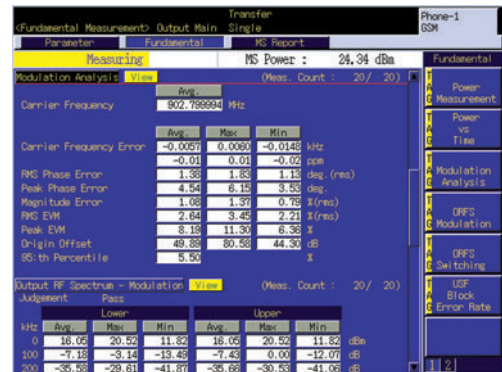 Transfer
<Fundamental Measurement> Output Main Single
Phone-1
GSM
Parameter Fundamental MS Report
Measuring MS Power : 24.34 dBm
Fundamental
Modulation Analysis View (Meas. Count : 20/ 20)
Avg.
Carrier Frequency 902.799994 MHz
Avg. Max Min
Carrier Frequency Error -0.0057 0.0060 -0.0148 kHz
-0.01 0.01 -0.02 ppm
RMS Phase Error 1.38 1.83 1.13 deg.(rms)
Peak Phase Error 4.54 6.15 3.53 deg.
Magnitude Error 1.08 1.37 0.79 %(rms)
RMS EVM 2.64 3.45 2.21 %(rms)
Peak EVM 8.19 11.30 6.36 %
Origin Offset 49.89 80.58 44.30 dB
95:th Percentile 5.50 %
Output RF Spectrum - Modulation View (Meas. Count : 20/ 20)
Judgement Pass
Lower Upper
kHz Avg. Max Min Avg. Max Min
0 16.05 20.52 11.82 16.05 20.52 11.82 dBm
100 -7.18 -3.14 -13.49 -7.43 0.00 -12.07 dB
200 -35.58 -29.61 -41.87 -35.66 -30.53 -41.06 dB
TAG Power Measurement
TAG Power vs Time
TAG Modulation Analysis
TAG ORFS Modulation
TAG ORFS Switching
TAG USF Block Error Rate
1 2